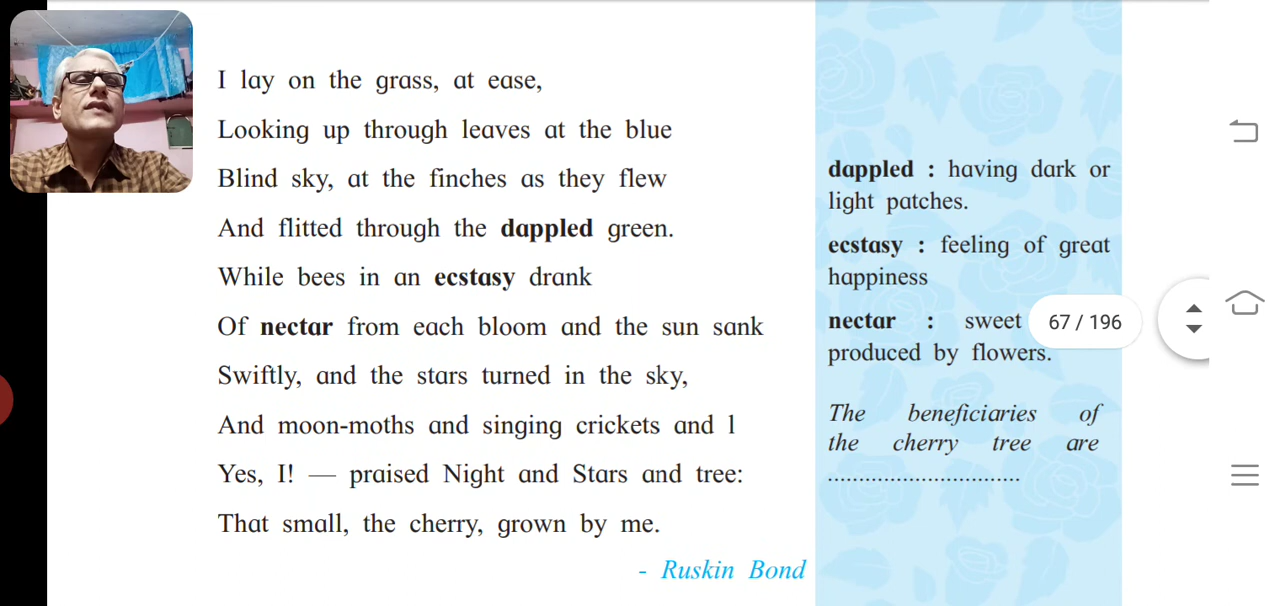 I lay on the grass, at ease,
Looking up through leaves at the blue
Blind sky, at the finches as they flew
And flitted through the dappled green.
While bees in an ecstasy drank
Of nectar from each bloom and the sun sank
Swiftly, and the stars turned in the sky,
And moon-moths and singing crickets and l
Yes, I! — praised Night and Stars and tree:
That small, the cherry, grown by me.
- Ruskin Bond
dappled : having dark or
light patches.
ecstasy : feeling of great
happiness
nectar : sweet
produced by flowers.
67 / 196
The beneficiaries of
the cherry tree are
...............................